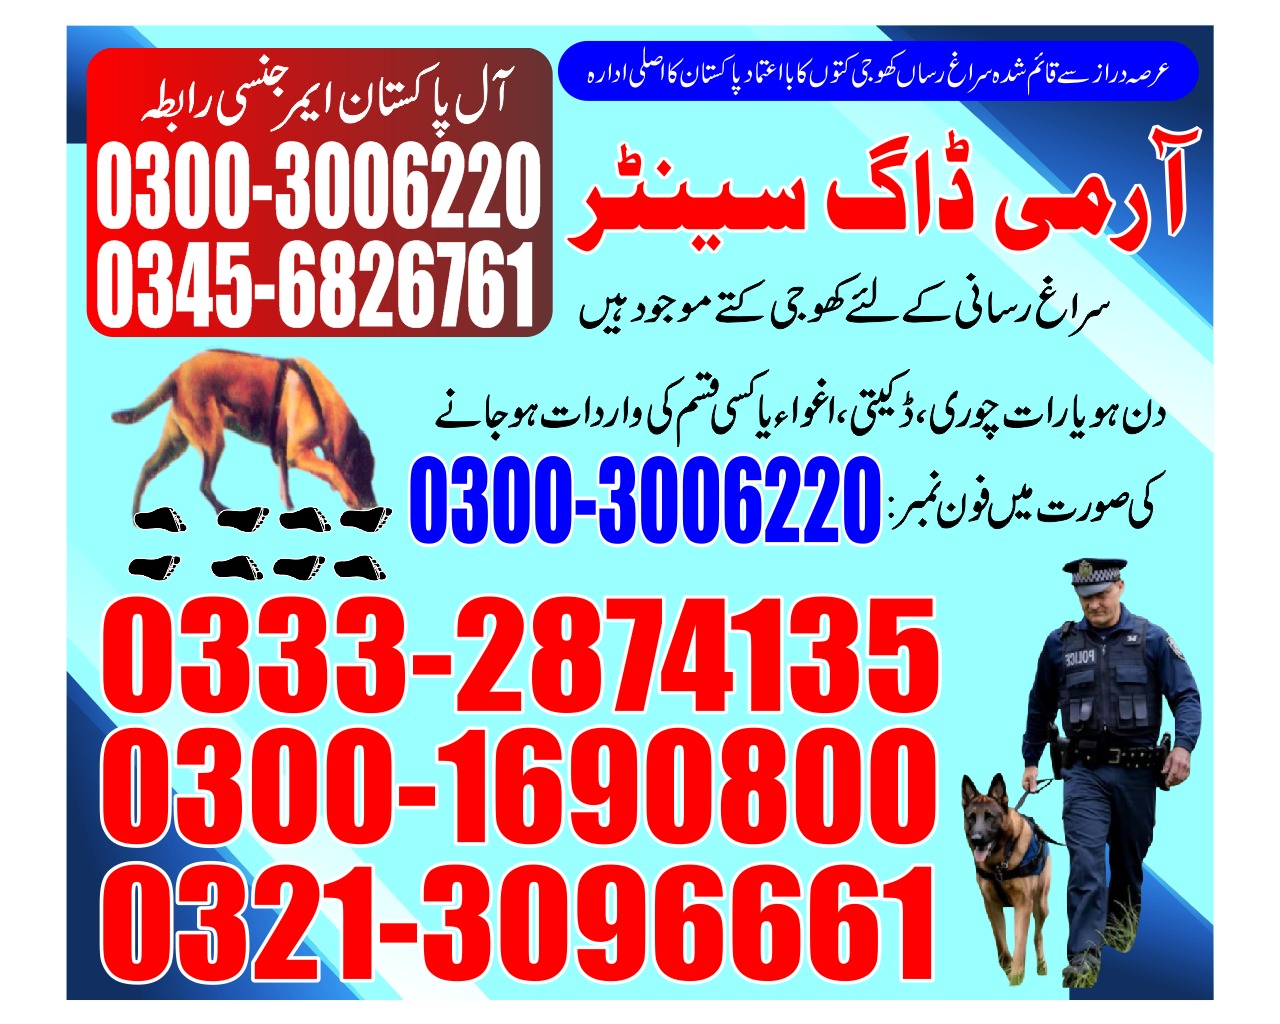 عرصہ دراز سے قائم شدہ سراغ رساں کھوجی کتوں کا بااعتماد پاکستان کا اصلی ادارہ
آل پاکستان ایمرجنسی رابطہ
0300-3006220
0345-6826761
آرمی ڈاگ سینٹر
سراغ رسانی کے لئے کھوجی کتے موجود ہیں
دن ہو یا رات چوری، ڈکیتی، اغواء یا کسی قسم کی واردات ہو جانے
کی صورت میں فون نمبر: 0300-3006220
0333-2874135
0300-1690800
0321-3096661
POLICE